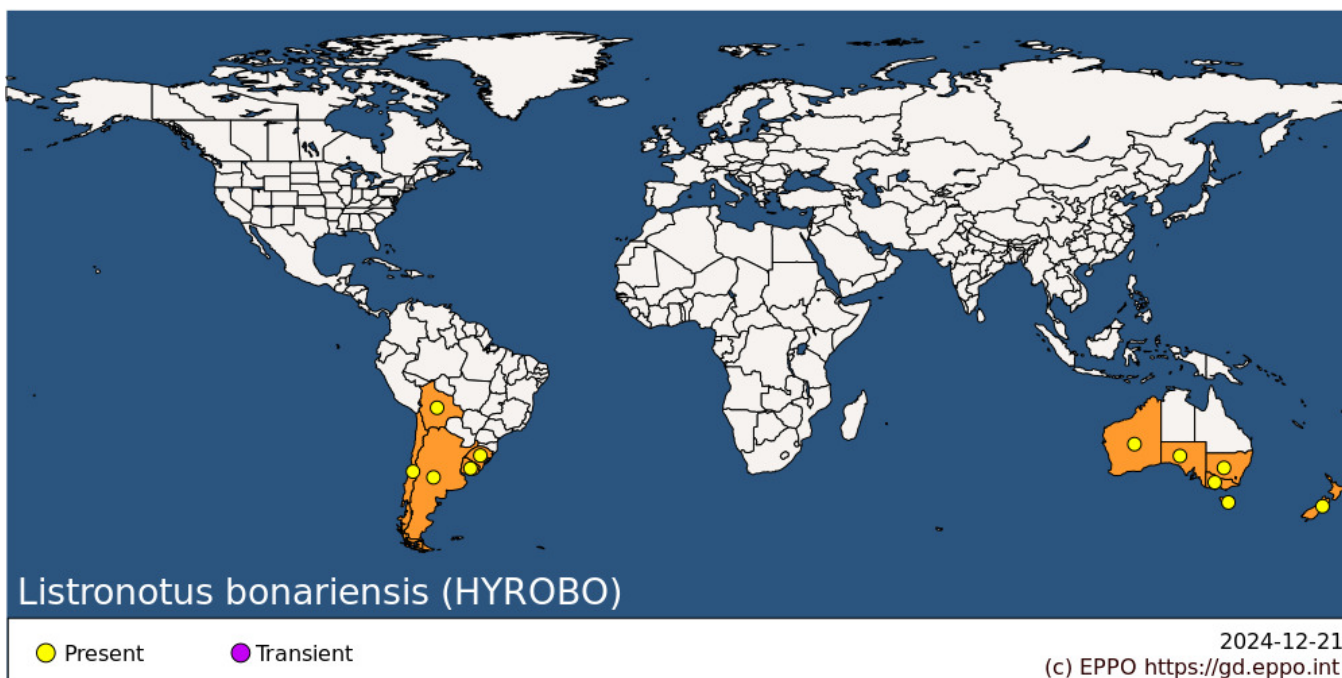 Listronotus bonariensis (HYROBO)
Present
Transient
2024-12-21
(c) EPPO https://gd.eppo.int